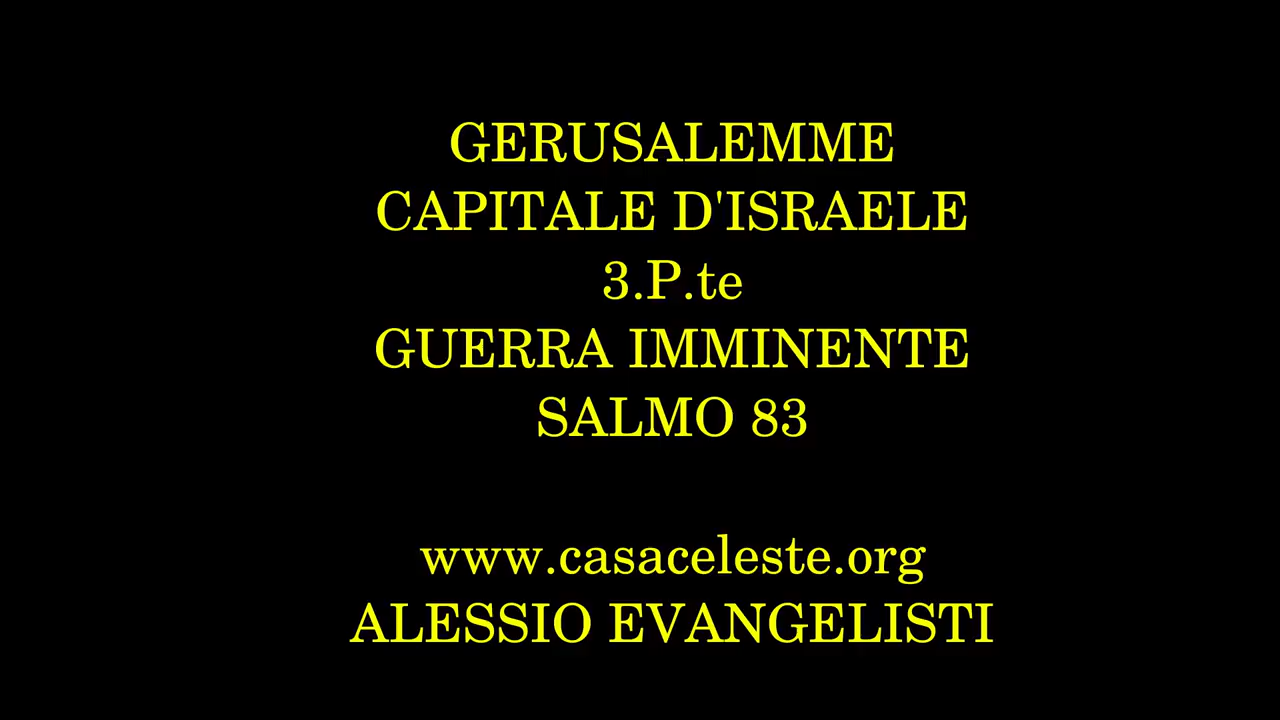 GERUSALEMME
CAPITALE D'ISRAELE
3.P.te
GUERRA IMMINENTE
SALMO 83
www.casaceleste.org
ALESSIO EVANGELISTI